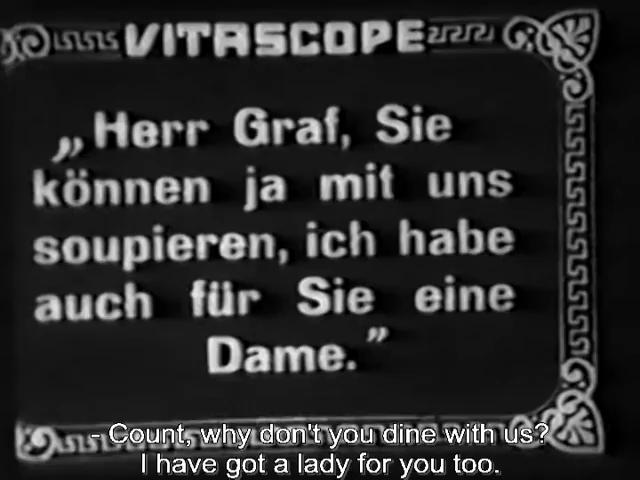 VITASCOPE
„Herr Graf, Sie
können ja mit uns
soupieren, ich habe
auch für Sie eine
Dame.”
- Count, why don't you dine with us?
I have got a lady for you too.